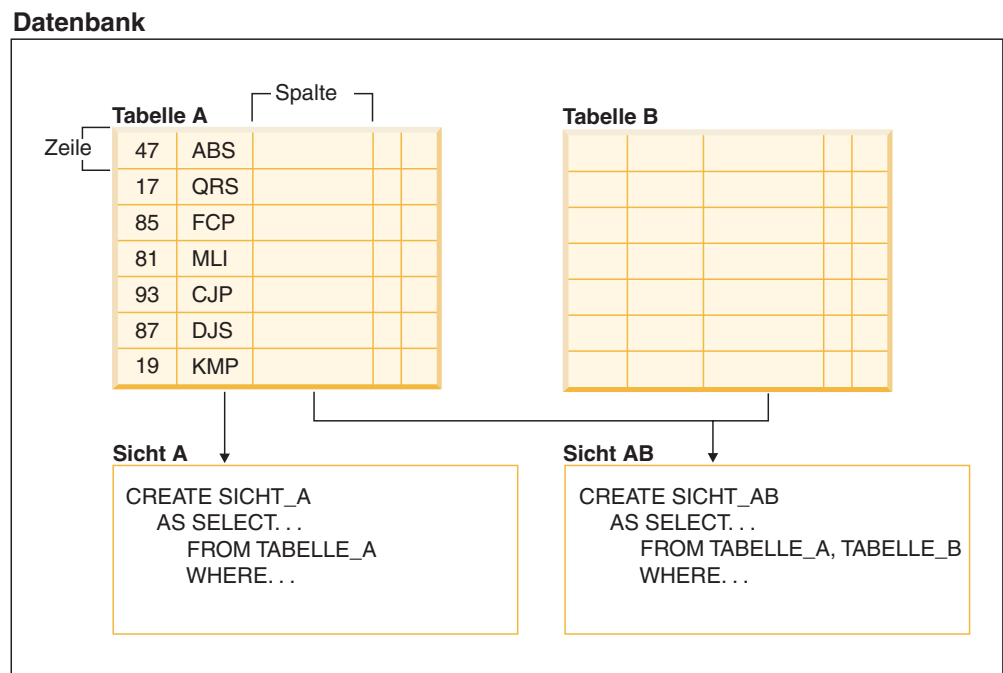 Datenbank
Spalte
Tabelle A
Tabelle B
Zeile
47 ABS
17 QRS
85 FCP
81 MLI
93 CJP
87 DJS
19 KMP
Sicht A
CREATE SICHT_A
AS SELECT. . .
FROM TABELLE_A
WHERE. . .
Sicht AB
CREATE SICHT_AB
AS SELECT. . .
FROM TABELLE_A, TABELLE_B
WHERE. . .